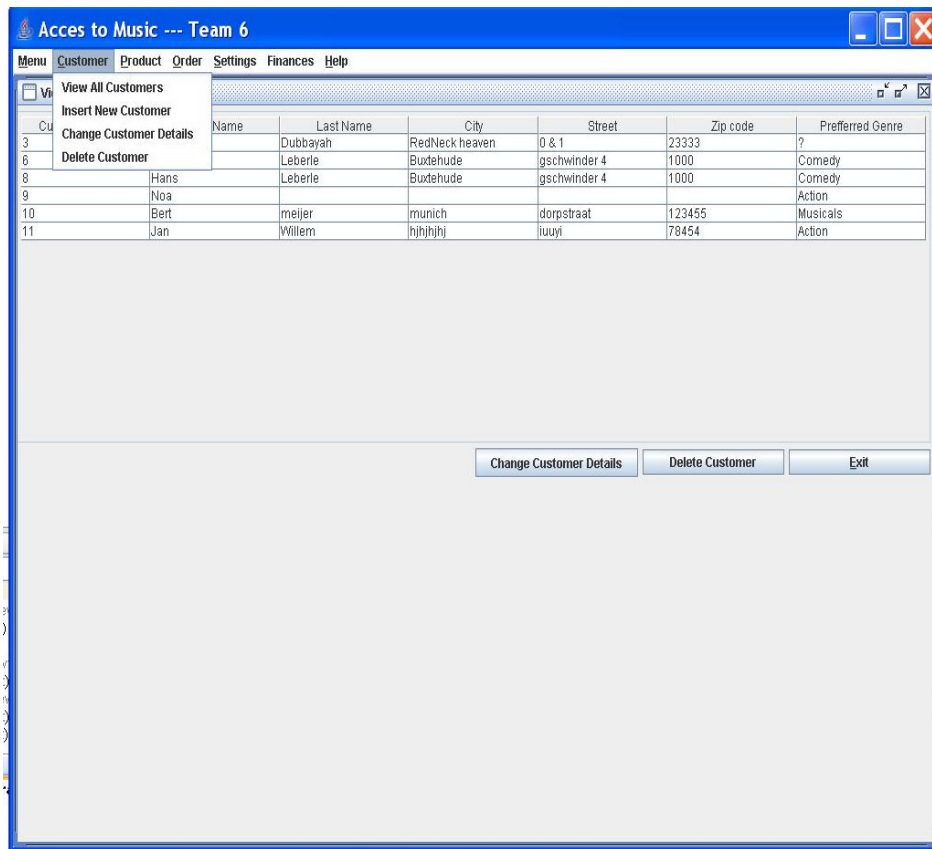 Acces to Music --- Team 6
Menu Customer Product Order Settings Finances Help
Vi
View All Customers
Insert New Customer
Change Customer Details
Delete Customer
Cu Name Last Name City Street Zip code Prefferred Genre
3 Dubbayah RedNeck heaven 0 & 1 23333 ?
6 Leberle Buxtehude gschwinder 4 1000 Comedy
8 Hans Leberle Buxtehude gschwinder 4 1000 Comedy
9 Noa Action
10 Bert meijer munich dorpstraat 123455 Musicals
11 Jan Willem hjhjhjhj iuuyi 78454 Action
Change Customer Details Delete Customer Exit